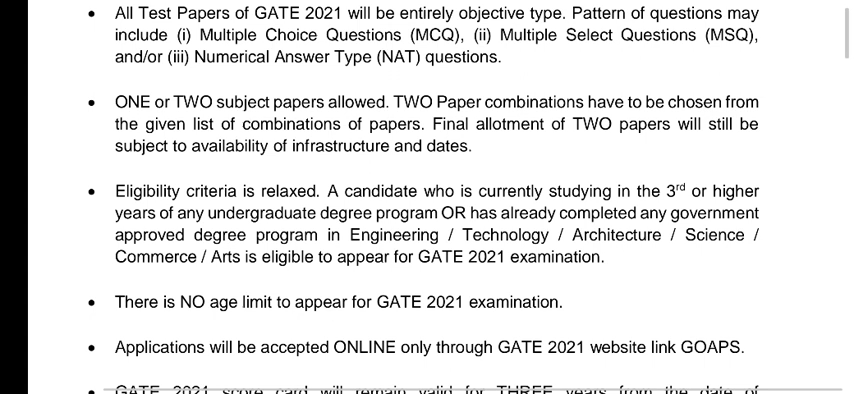 • All Test Papers of GATE 2021 will be entirely objective type. Pattern of questions may
include (i) Multiple Choice Questions (MCQ), (ii) Multiple Select Questions (MSQ),
and/or (iii) Numerical Answer Type (NAT) questions.
• ONE or TWO subject papers allowed. TWO Paper combinations have to be chosen from
the given list of combinations of papers. Final allotment of TWO papers will still be
subject to availability of infrastructure and dates.
• Eligibility criteria is relaxed. A candidate who is currently studying in the 3rd or higher
years of any undergraduate degree program OR has already completed any government
approved degree program in Engineering / Technology / Architecture / Science /
Commerce / Arts is eligible to appear for GATE 2021 examination.
• There is NO age limit to appear for GATE 2021 examination.
• Applications will be accepted ONLINE only through GATE 2021 website link GOAPS.
• GATE 2021 score card will remain valid for THREE years from the date of